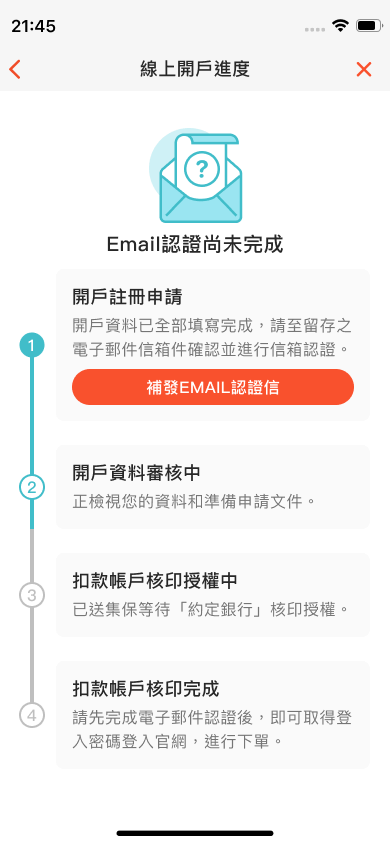 21:45
線上開戶進度
?
Email認證尚未完成
1
開戶註冊申請
開戶資料已全部填寫完成，請至留存之
電子郵件信箱件確認並進行信箱認證。
補發EMAIL認證信
2
開戶資料審核中
正檢視您的資料和準備申請文件。
3
扣款帳戶核印授權中
已送集保等待「約定銀行」核印授權。
4
扣款帳戶核印完成
請先完成電子郵件認證後，即可取得登
入密碼登入官網，進行下單。